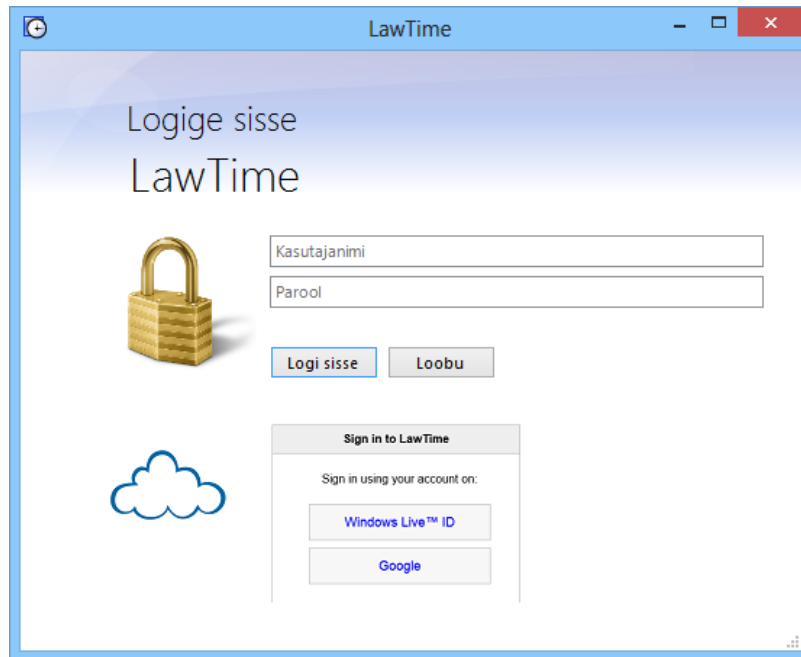 LawTime
Logige sisse
LawTime
Kasutajanimi
Parool
Logi sisse
Loobu
Sign in to LawTime
Sign in using your account on:
Windows Live™ ID
Google